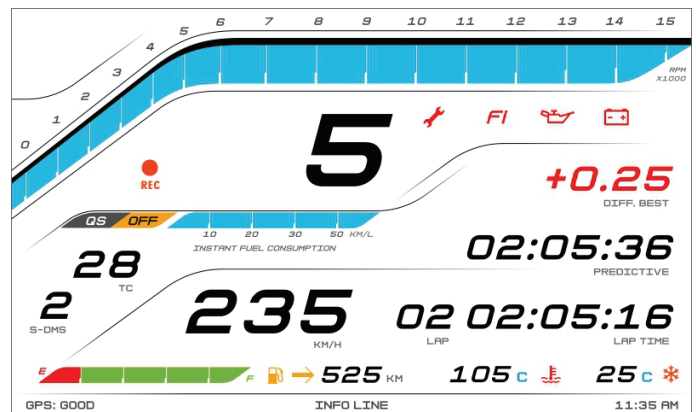 0 1 2 3 4 5 6 7 8 9 10 11 12 13 14 15
RPM
X1000
5
FI
- +
REC
+0.25
DIFF. BEST
QS OFF
10 20 30 50 KM/L
INSTANT FUEL CONSUMPTION
02:05:36
PREDICTIVE
28
TC
2
S-DMS
235
KM/H
02 02:05:16
LAP LAP TIME
E F 525 KM 105 C 25 C
GPS: GOOD INFO LINE 11:35 AM